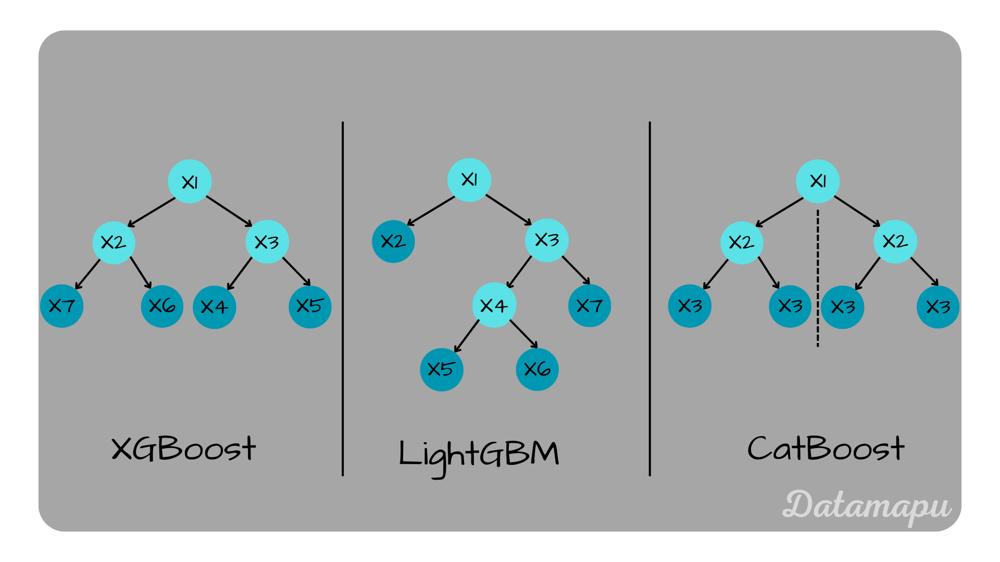 X1
X2
X3
X7
X6
X4
X5
XGBoost
X1
X2
X3
X4
X7
X5
X6
LightGBM
X1
X2
X2
X3
X3
X3
X3
CatBoost
Datamapu